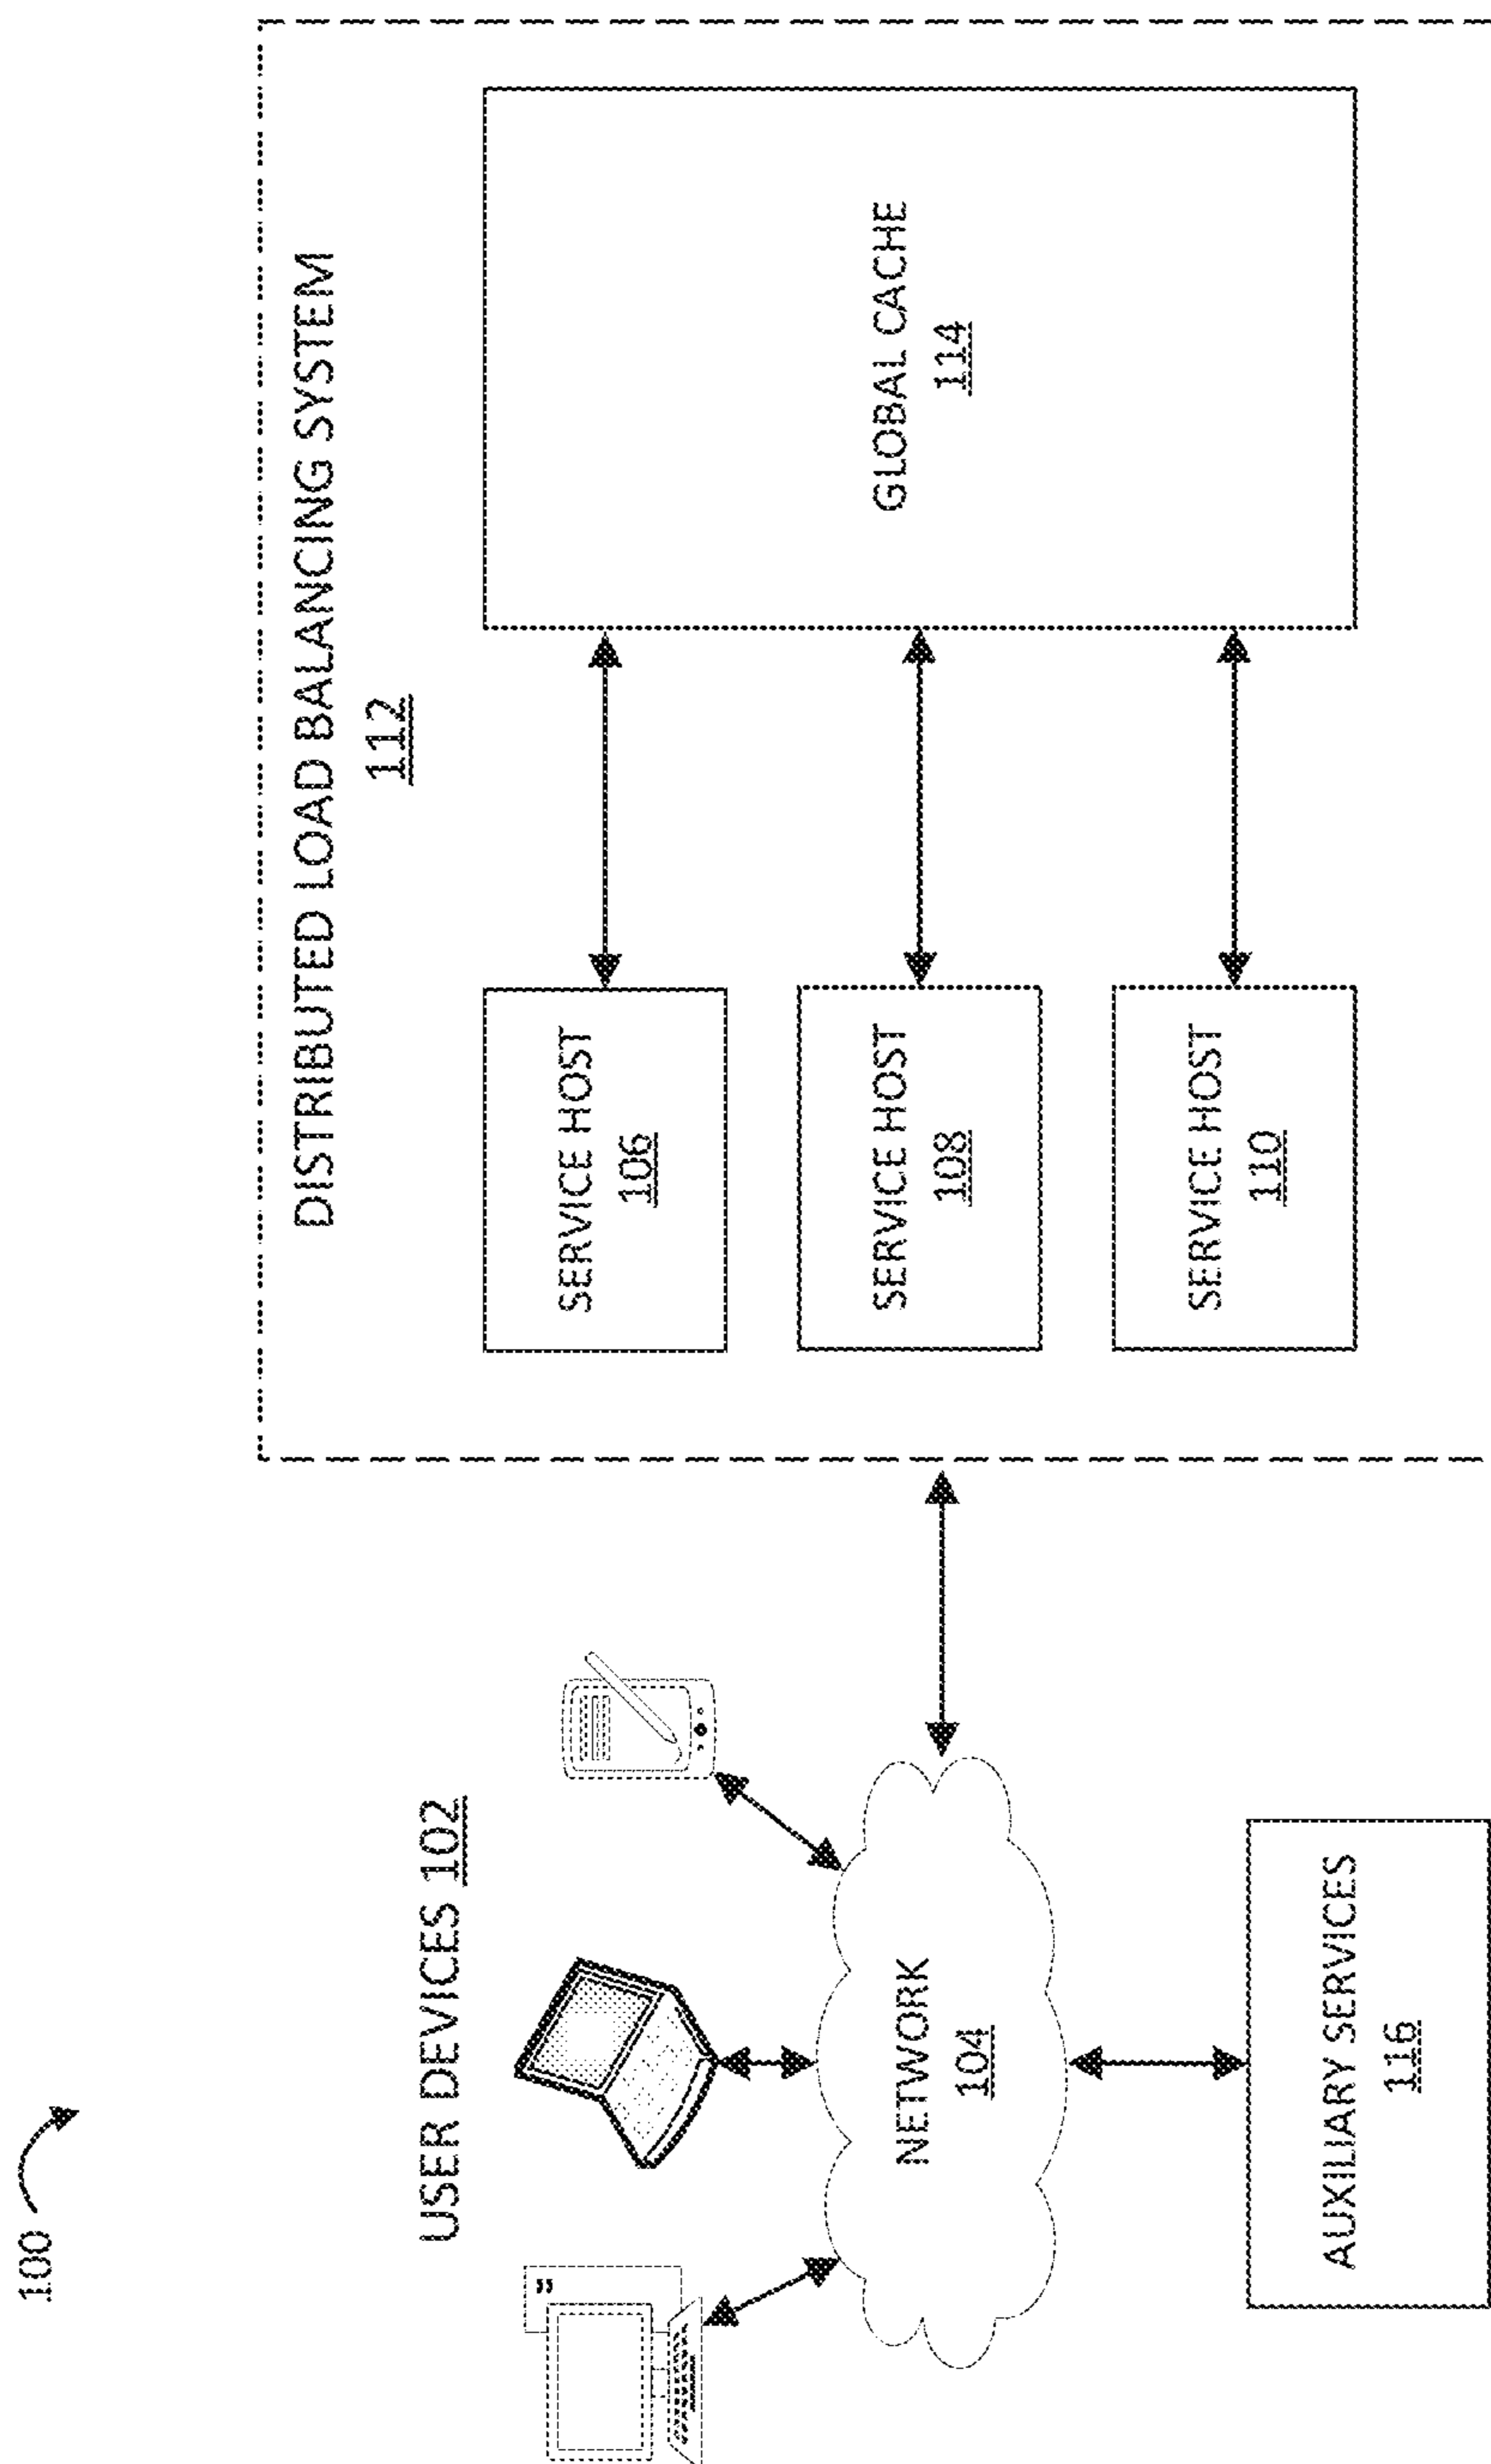 100
USER DEVICES 102
NETWORK
104
AUXILIARY SERVICES
116
DISTRIBUTED LOAD BALANCING SYSTEM
112
SERVICE HOST
106
SERVICE HOST
108
SERVICE HOST
110
GLOBAL CACHE
114